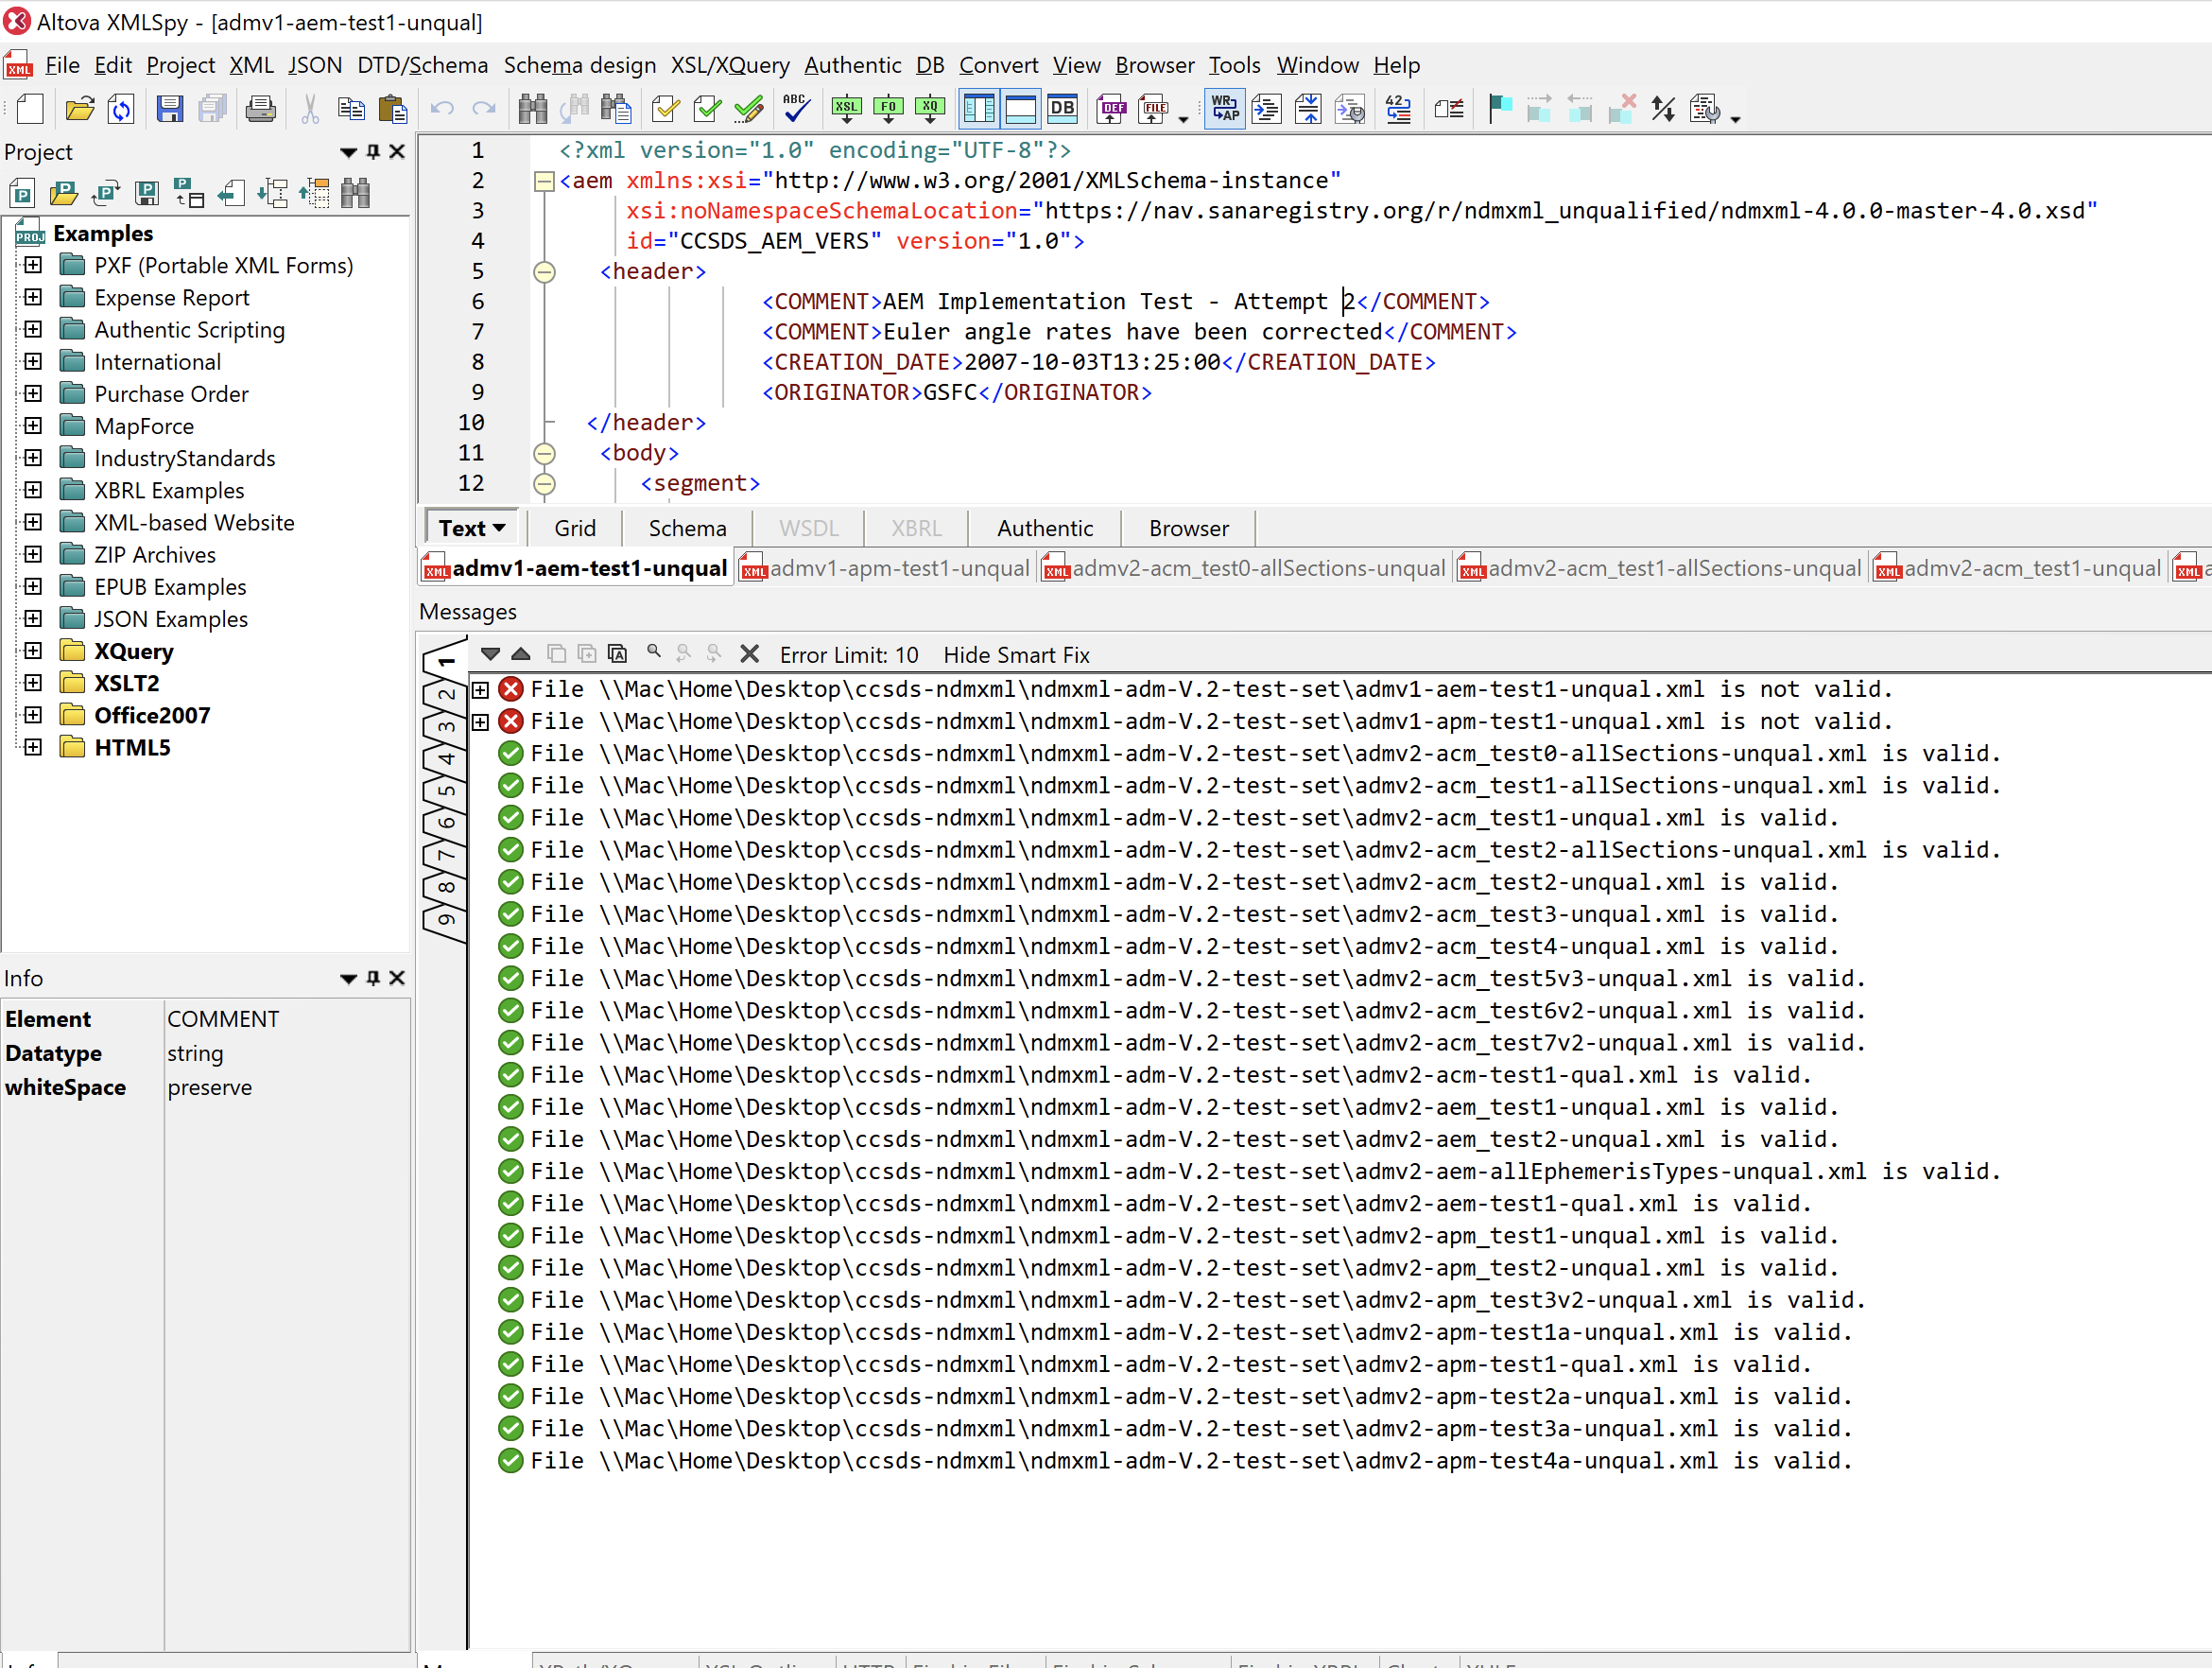 Altova XMLSpy - [admv1-aem-test1-unqual]
File Edit Project XML JSON DTD/Schema Schema design XSL/XQuery Authentic DB Convert View Browser Tools Window Help
ABC XSL FO XQ DB DEF FILE WR AP 42
Project
Examples
PXF (Portable XML Forms)
Expense Report
Authentic Scripting
International
Purchase Order
MapForce
IndustryStandards
XBRL Examples
XML-based Website
ZIP Archives
EPUB Examples
JSON Examples
XQuery
XSLT2
Office2007
HTML5
Info
Element COMMENT
Datatype string
whiteSpace preserve
1 <?xml version="1.0" encoding="UTF-8"?>
2 <aem xmlns:xsi="http://www.w3.org/2001/XMLSchema-instance"
3 xsi:noNamespaceSchemaLocation="https://nav.sanaregistry.org/r/ndmxml_unqualified/ndmxml-4.0.0-master-4.0.xsd"
4 id="CCSDS_AEM_VERS" version="1.0">
5 <header>
6 <COMMENT>AEM Implementation Test - Attempt 2</COMMENT>
7 <COMMENT>Euler angle rates have been corrected</COMMENT>
8 <CREATION_DATE>2007-10-03T13:25:00</CREATION_DATE>
9 <ORIGINATOR>GSFC</ORIGINATOR>
10 </header>
11 <body>
12 <segment>
Text Grid Schema WSDL XBRL Authentic Browser
admv1-aem-test1-unqual admv1-apm-test1-unqual admv2-acm_test0-allSections-unqual admv2-acm_test1-allSections-unqual admv2-acm_test1-unqual
Messages
1 2 3 4 5 6 7 8 9
Error Limit: 10 Hide Smart Fix
File \\Mac\Home\Desktop\ccsds-ndmxml\ndmxml-adm-V.2-test-set\admv1-aem-test1-unqual.xml is not valid.
File \\Mac\Home\Desktop\ccsds-ndmxml\ndmxml-adm-V.2-test-set\admv1-apm-test1-unqual.xml is not valid.
File \\Mac\Home\Desktop\ccsds-ndmxml\ndmxml-adm-V.2-test-set\admv2-acm_test0-allSections-unqual.xml is valid.
File \\Mac\Home\Desktop\ccsds-ndmxml\ndmxml-adm-V.2-test-set\admv2-acm_test1-allSections-unqual.xml is valid.
File \\Mac\Home\Desktop\ccsds-ndmxml\ndmxml-adm-V.2-test-set\admv2-acm_test1-unqual.xml is valid.
File \\Mac\Home\Desktop\ccsds-ndmxml\ndmxml-adm-V.2-test-set\admv2-acm_test2-allSections-unqual.xml is valid.
File \\Mac\Home\Desktop\ccsds-ndmxml\ndmxml-adm-V.2-test-set\admv2-acm_test2-unqual.xml is valid.
File \\Mac\Home\Desktop\ccsds-ndmxml\ndmxml-adm-V.2-test-set\admv2-acm_test3-unqual.xml is valid.
File \\Mac\Home\Desktop\ccsds-ndmxml\ndmxml-adm-V.2-test-set\admv2-acm_test4-unqual.xml is valid.
File \\Mac\Home\Desktop\ccsds-ndmxml\ndmxml-adm-V.2-test-set\admv2-acm_test5v3-unqual.xml is valid.
File \\Mac\Home\Desktop\ccsds-ndmxml\ndmxml-adm-V.2-test-set\admv2-acm_test6v2-unqual.xml is valid.
File \\Mac\Home\Desktop\ccsds-ndmxml\ndmxml-adm-V.2-test-set\admv2-acm_test7v2-unqual.xml is valid.
File \\Mac\Home\Desktop\ccsds-ndmxml\ndmxml-adm-V.2-test-set\admv2-acm-test1-qual.xml is valid.
File \\Mac\Home\Desktop\ccsds-ndmxml\ndmxml-adm-V.2-test-set\admv2-aem_test1-unqual.xml is valid.
File \\Mac\Home\Desktop\ccsds-ndmxml\ndmxml-adm-V.2-test-set\admv2-aem_test2-unqual.xml is valid.
File \\Mac\Home\Desktop\ccsds-ndmxml\ndmxml-adm-V.2-test-set\admv2-aem-allEphemerisTypes-unqual.xml is valid.
File \\Mac\Home\Desktop\ccsds-ndmxml\ndmxml-adm-V.2-test-set\admv2-aem-test1-qual.xml is valid.
File \\Mac\Home\Desktop\ccsds-ndmxml\ndmxml-adm-V.2-test-set\admv2-apm_test1-unqual.xml is valid.
File \\Mac\Home\Desktop\ccsds-ndmxml\ndmxml-adm-V.2-test-set\admv2-apm_test2-unqual.xml is valid.
File \\Mac\Home\Desktop\ccsds-ndmxml\ndmxml-adm-V.2-test-set\admv2-apm_test3v2-unqual.xml is valid.
File \\Mac\Home\Desktop\ccsds-ndmxml\ndmxml-adm-V.2-test-set\admv2-apm-test1a-unqual.xml is valid.
File \\Mac\Home\Desktop\ccsds-ndmxml\ndmxml-adm-V.2-test-set\admv2-apm-test1-qual.xml is valid.
File \\Mac\Home\Desktop\ccsds-ndmxml\ndmxml-adm-V.2-test-set\admv2-apm-test2a-unqual.xml is valid.
File \\Mac\Home\Desktop\ccsds-ndmxml\ndmxml-adm-V.2-test-set\admv2-apm-test3a-unqual.xml is valid.
File \\Mac\Home\Desktop\ccsds-ndmxml\ndmxml-adm-V.2-test-set\admv2-apm-test4a-unqual.xml is valid.